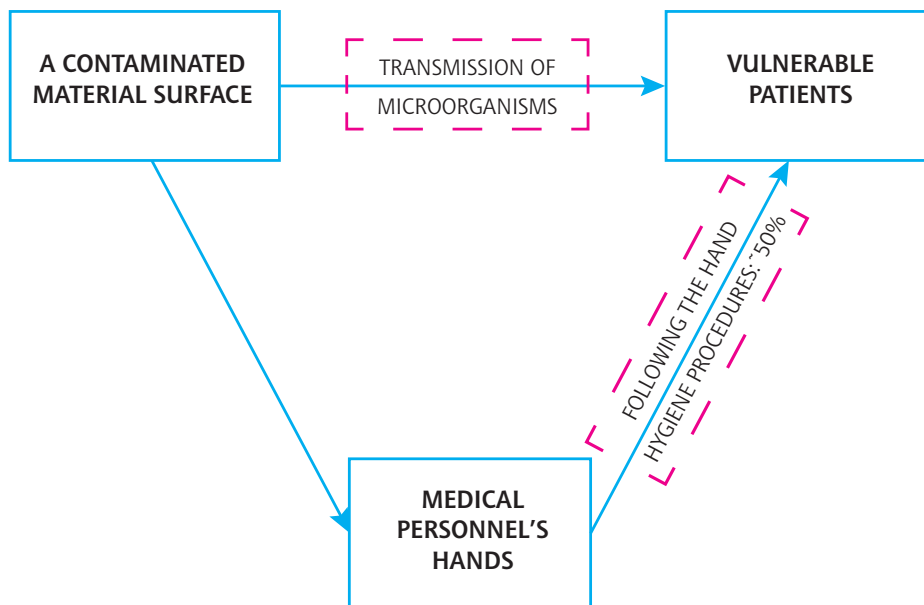 A CONTAMINATED
MATERIAL SURFACE
TRANSMISSION OF
MICROORGANISMS
VULNERABLE
PATIENTS
FOLLOWING THE HAND
HYGIENE PROCEDURES: ~50%
MEDICAL
PERSONNEL’S
HANDS